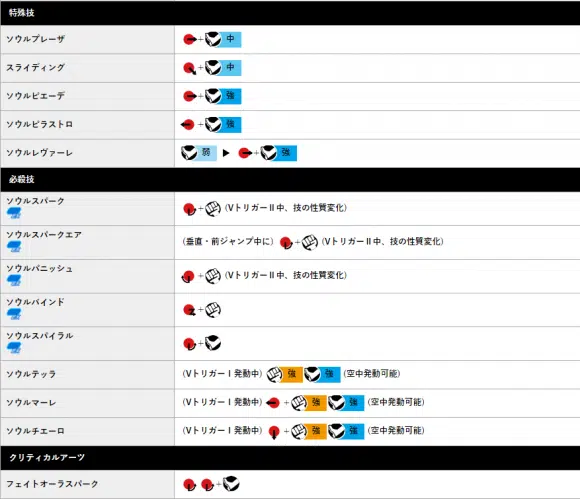 特殊技
ソウルプレーザ
+ 中
スライディング
+ 中
ソウルピエーデ
+ 強
ソウルピラストロ
+ 強
ソウルレヴァーレ
弱 ▶ + 強
必殺技
ソウルスパーク
+ (VトリガーⅡ中、技の性質変化)
ソウルスパークエア
(垂直・前ジャンプ中に) + (VトリガーⅡ中、技の性質変化)
ソウルパニッシュ
+ (VトリガーⅡ中、技の性質変化)
ソウルバインド
+
ソウルスパイラル
+
ソウルテッラ
(VトリガーⅠ発動中) 強 強 (空中発動可能)
ソウルマーレ
(VトリガーⅠ発動中) + 強 強 (空中発動可能)
ソウルチエーロ
(VトリガーⅠ発動中) + 強 強 (空中発動可能)
クリティカルアーツ
フェイトオーラスパーク
+